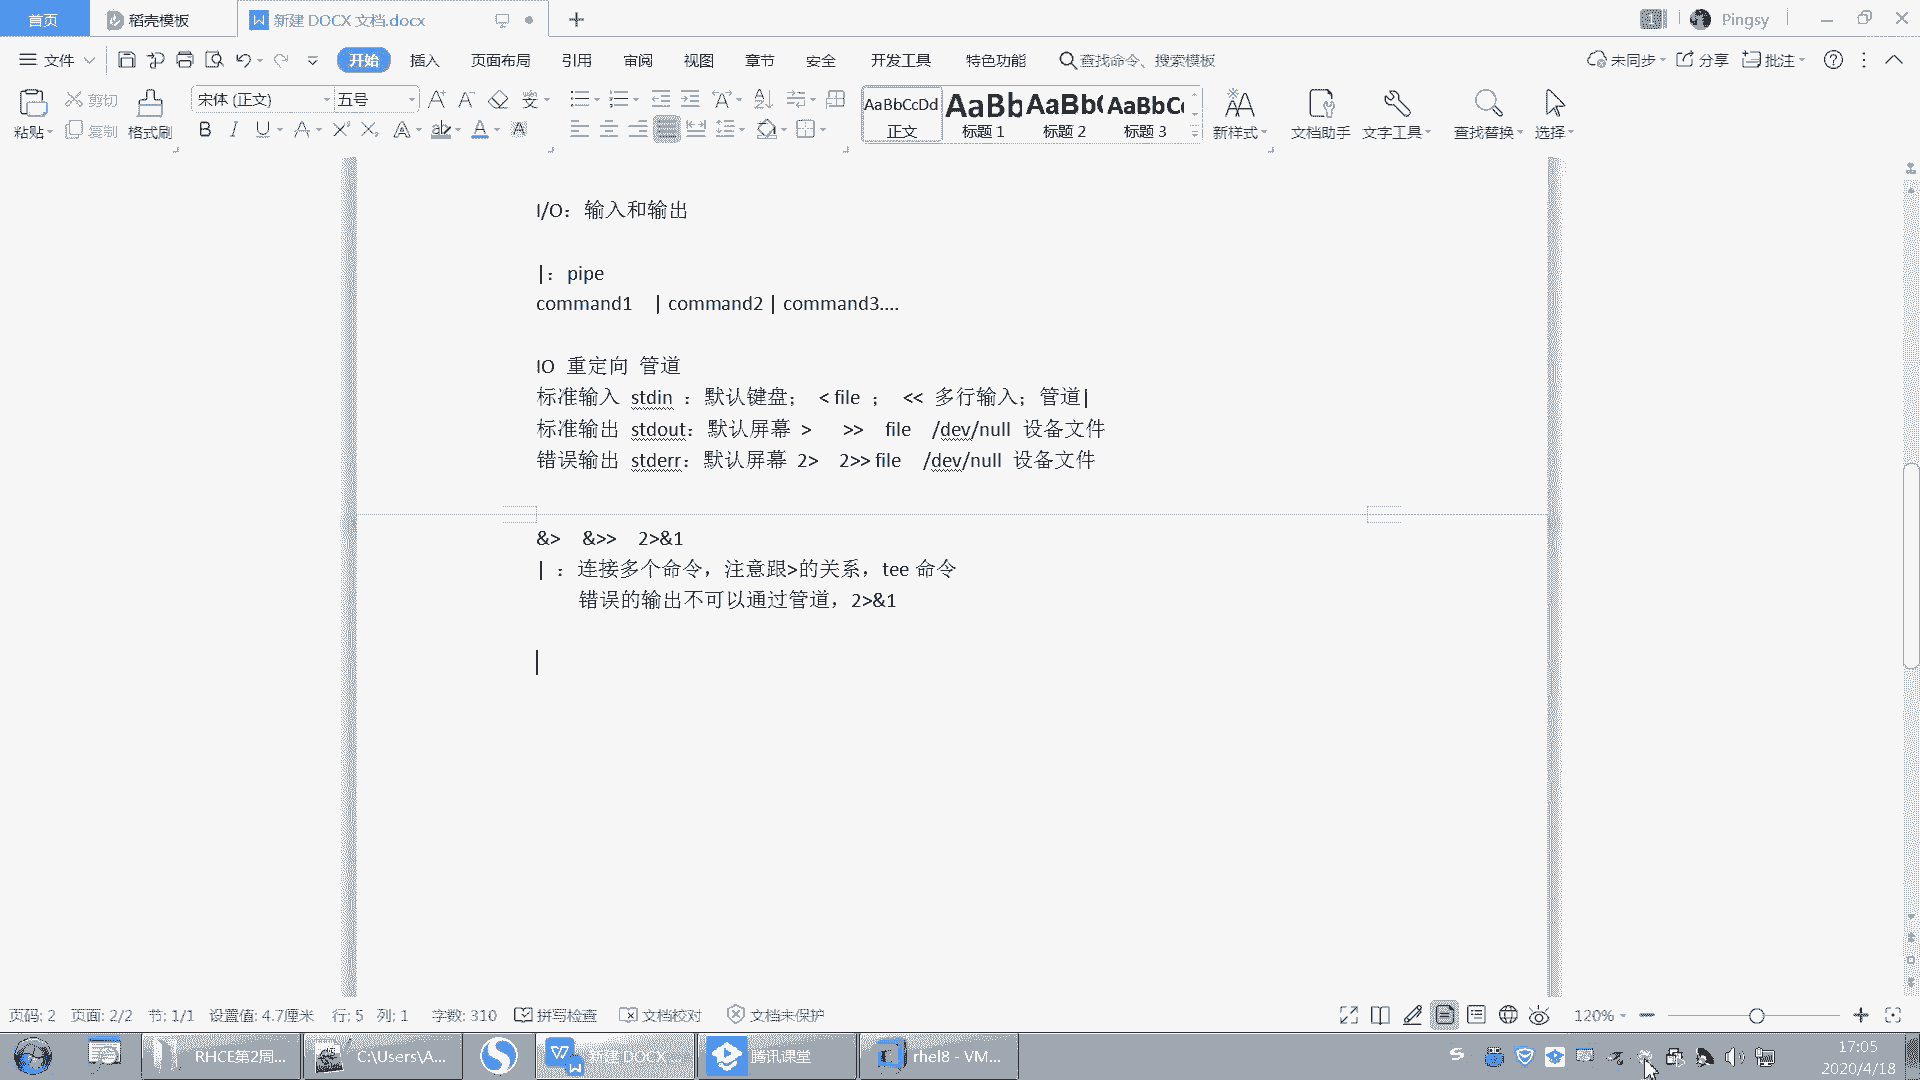 首页 稻壳模板 新建 DOCX 文档.docx Pingsy
文件 开始 插入 页面布局 引用 审阅 视图 章节 安全 开发工具 特色功能 查找命令、搜索模板 未同步 分享 批注
剪切 宋体 (正文) 五号 AaBbCcDd AaBb AaBb( AaBbC
粘贴 复制 格式刷 B I U 正文 标题 1 标题 2 标题 3 新样式 文档助手 文字工具 查找替换 选择
I/O：输入和输出
|：pipe
command1 | command2 | command3....
IO 重定向 管道
标准输入 stdin ：默认键盘； < file ； << 多行输入；管道|
标准输出 stdout：默认屏幕 > >> file /dev/null 设备文件
错误输出 stderr：默认屏幕 2> 2>> file /dev/null 设备文件
&> &>> 2>&1
| ：连接多个命令，注意跟>的关系，tee 命令
错误的输出不可以通过管道，2>&1
页码: 2 页面: 2/2 节: 1/1 设置值: 4.7厘米 行: 5 列: 1 字数: 310 拼写检查 文档校对 文档未保护 120%
RHCE第2周... C:\Users\A... 新建 DOCX ... 腾讯课堂 rhel8 - VM... 17:05
2020/4/18